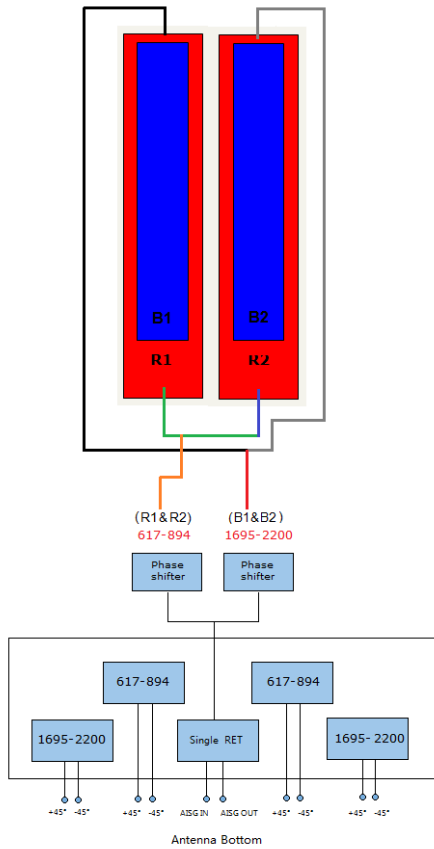 B1
B2
R1
R2
(R1&R2)
(B1&B2)
617-894
1695-2200
Phase
shifter
Phase
shifter
617-894
617-894
1695-2200
Single RET
1695- 2200
+45° -45°
+45° -45°
AISG IN
AISG OUT
+45° -45°
+45° -45°
Antenna Bottom